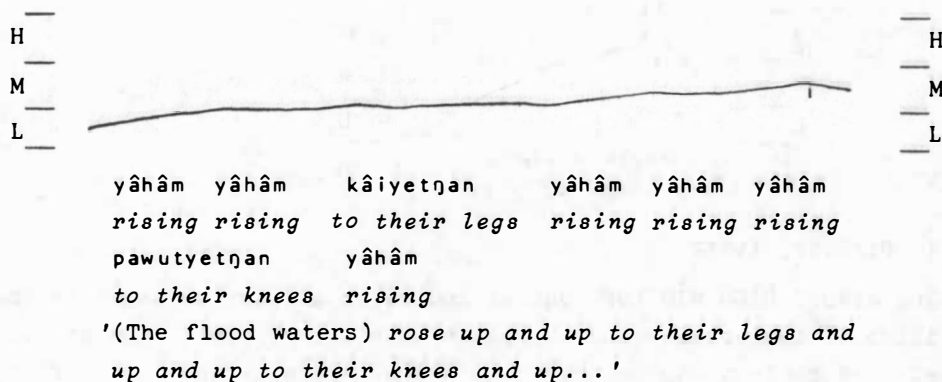 H H
M M
L L
yâhâm yâhâm kâiyetŋan yâhâm yâhâm yâhâm
rising rising to their legs rising rising rising
pawutyetŋan yâhâm
to their knees rising
'(The flood waters) rose up and up to their legs and
up and up to their knees and up...'